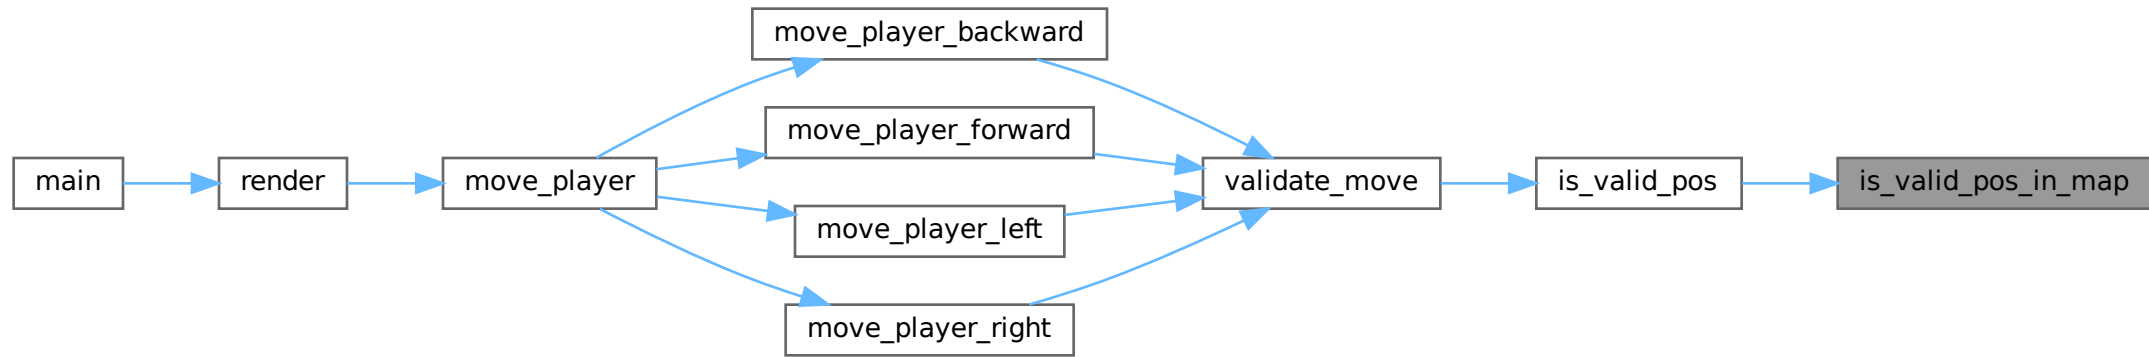 move_player_backward
move_player_forward
main
render
move_player
validate_move
is_valid_pos
is_valid_pos_in_map
move_player_left
move_player_right